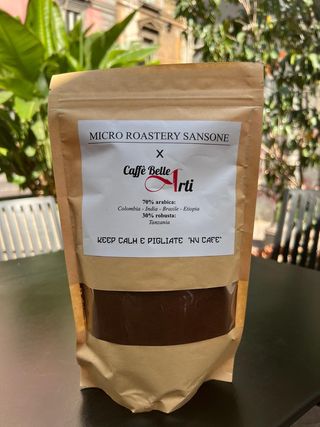 MICRO ROASTERY SANSONE
X
Caffè Belle
Arti
70% arabica:
Colombia - India - Brasile - Etiopia
30% robusta:
Tanzania
KEEP CALM E PIGLIATE 'NU CAFE'